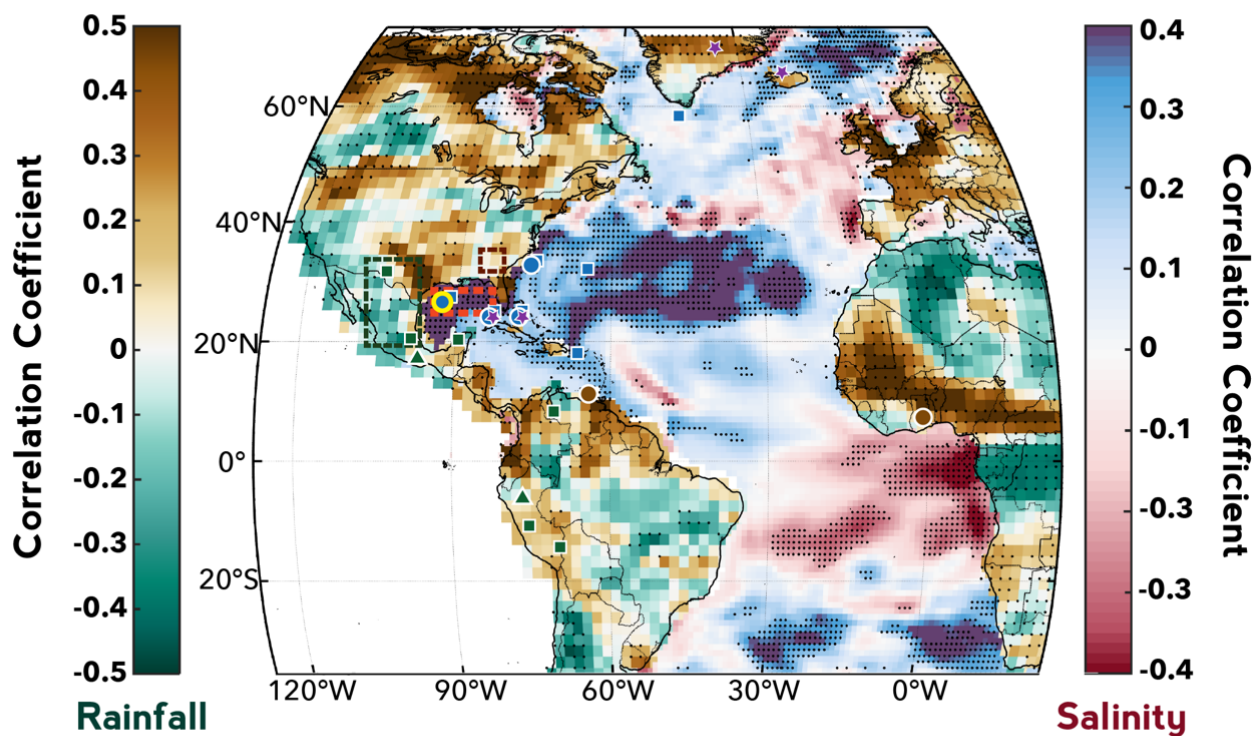 0.5
0.4
0.3
0.2
0.1
0
-0.1
-0.2
-0.3
-0.4
-0.5
Correlation Coefficient
Rainfall
60°N
40°N
20°N
0°
20°S
120°W
90°W
60°W
30°W
0°W
0.4
0.3
0.2
0.1
0
-0.1
-0.3
-0.3
-0.4
Correlation Coefficient
Salinity